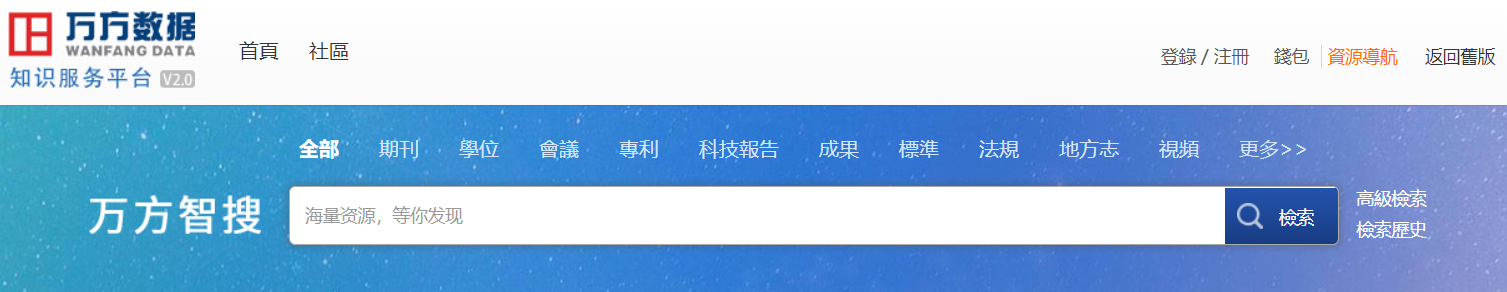 万方数据
WANFANG DATA
知识服务平台 V2.0
首頁 社區
登錄 / 注冊 錢包 資源導航 返回舊版
全部 期刊 學位 會議 專利 科技報告 成果 標準 法規 地方志 視頻 更多>>
万方智搜
海量资源，等你发现
檢索
高級檢索
檢索歷史